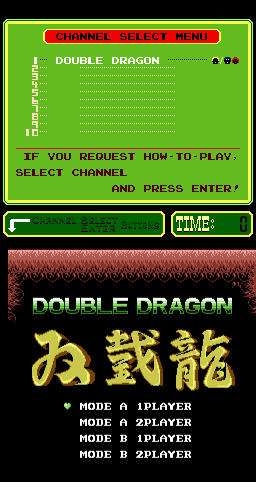 CHANNEL SELECT MENU
1 DOUBLE DRAGON
2
3
4
5
6
7
8
9
10
IF YOU REQUEST HOW-TO-PLAY,
SELECT CHANNEL
AND PRESS ENTER!
CHANNEL SELECT
ENTER BUTTONS
TIME: 0
DOUBLE DRAGON
双截龍
MODE A 1PLAYER
MODE A 2PLAYER
MODE B 1PLAYER
MODE B 2PLAYER